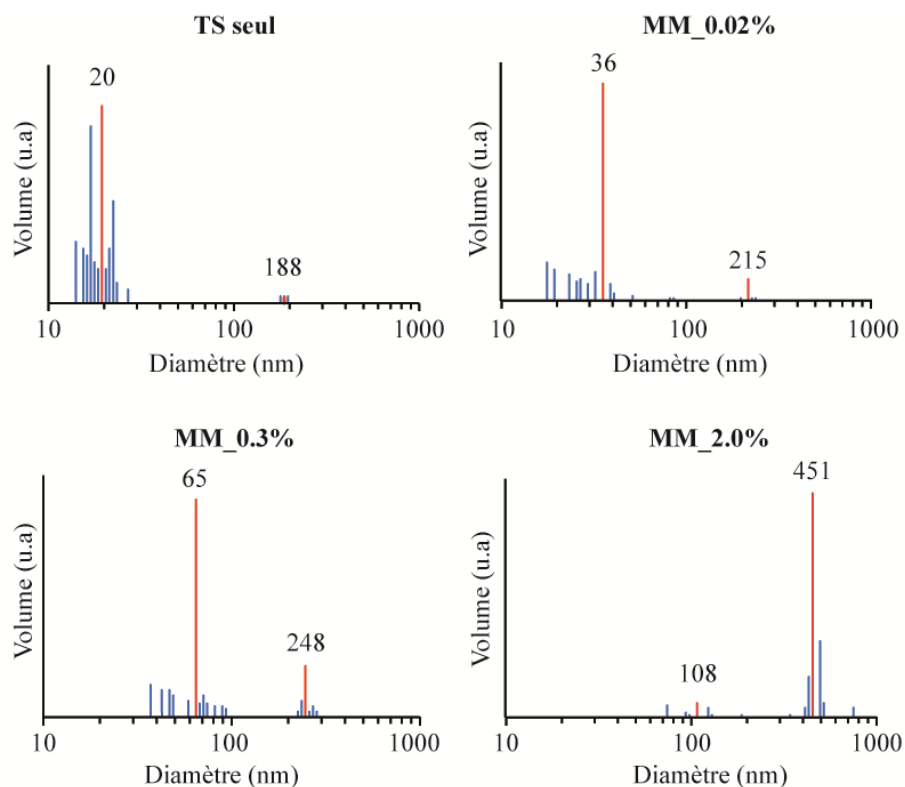 TS seul
20
188
Volume (u.a)
10
100
1000
Diamètre (nm)
MM_0.02%
36
215
Volume (u.a)
10
100
1000
Diamètre (nm)
MM_0.3%
65
248
Volume (u.a)
10
100
1000
Diamètre (nm)
MM_2.0%
451
108
Volume (u.a)
10
100
1000
Diamètre (nm)